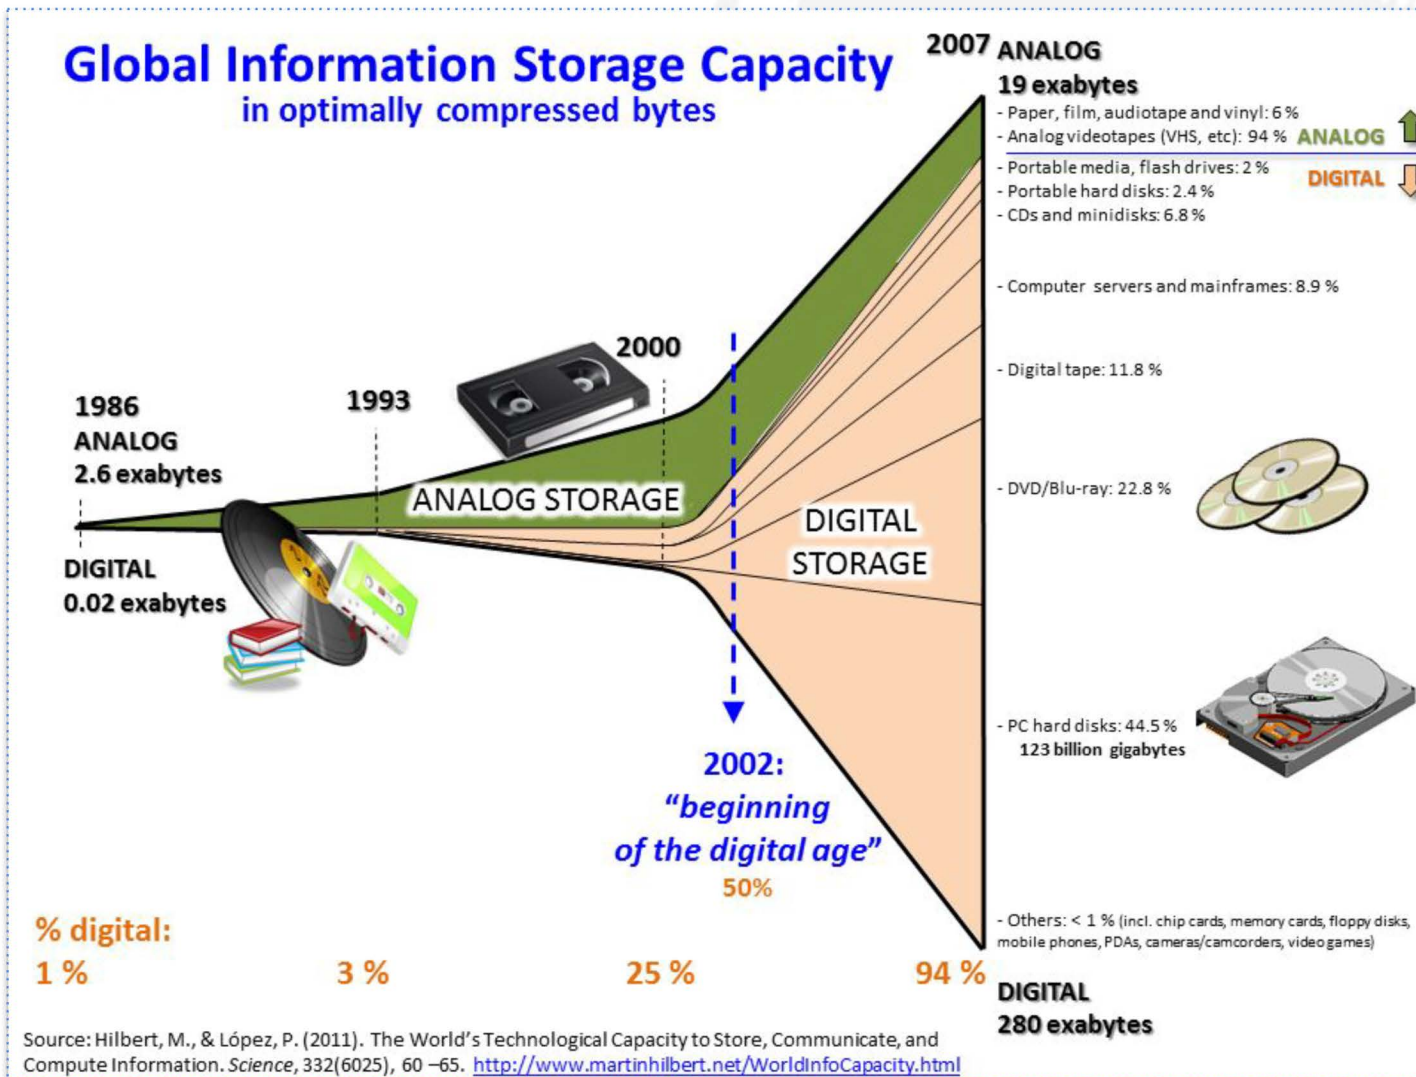 Global Information Storage Capacity
in optimally compressed bytes
2007 ANALOG
19 exabytes
- Paper, film, audiotape and vinyl: 6 %
- Analog videotapes (VHS, etc): 94 %
ANALOG
- Portable media, flash drives: 2 %
DIGITAL
- Portable hard disks: 2.4 %
- CDs and minidisks: 6.8 %
- Computer servers and mainframes: 8.9 %
- Digital tape: 11.8 %
- DVD/Blu-ray: 22.8 %
- PC hard disks: 44.5 %
123 billion gigabytes
- Others: < 1 % (incl. chip cards, memory cards, floppy disks,
mobile phones, PDAs, cameras/camcorders, video games)
DIGITAL
280 exabytes
1986
ANALOG
2.6 exabytes
DIGITAL
0.02 exabytes
1993
2000
ANALOG STORAGE
DIGITAL
STORAGE
2002:
“beginning
of the digital age”
50%
% digital:
1 %
3 %
25 %
94 %
Source: Hilbert, M., & López, P. (2011). The World’s Technological Capacity to Store, Communicate, and
Compute Information. Science, 332(6025), 60 –65. http://www.martinhilbert.net/WorldInfoCapacity.html